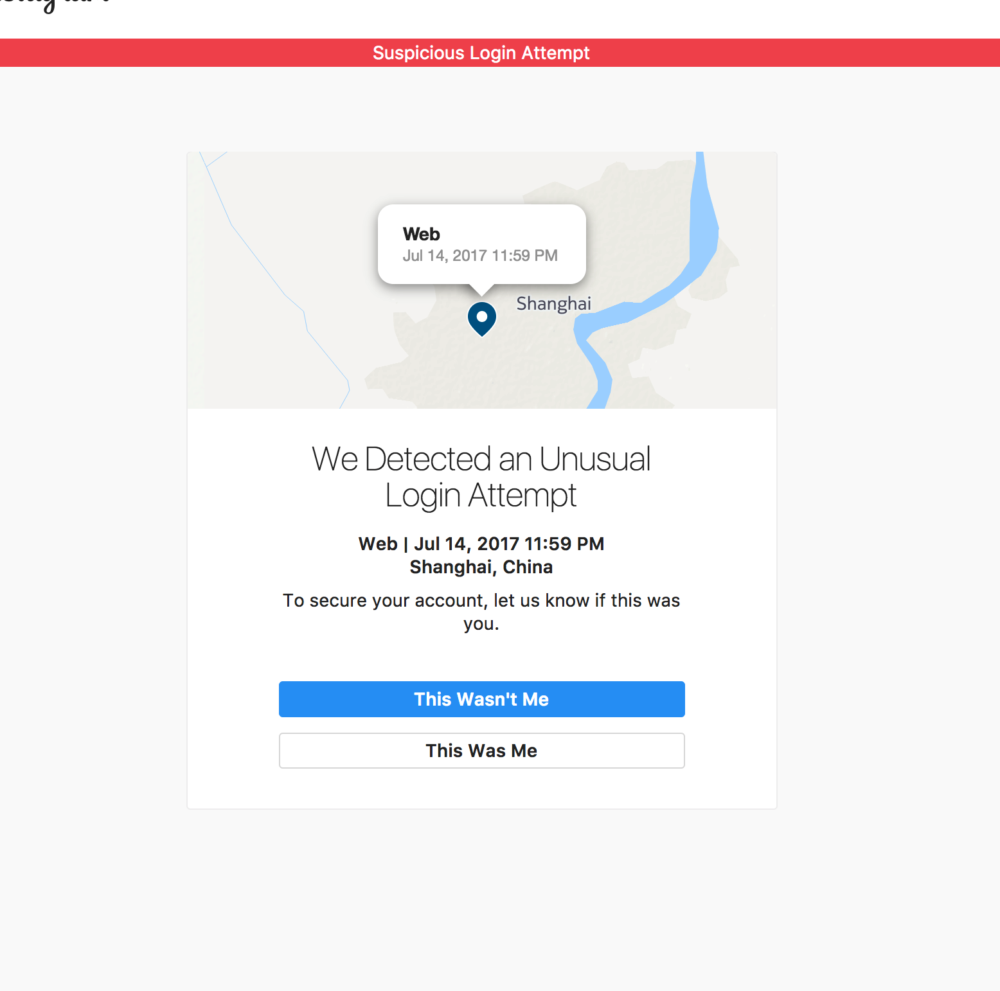 Suspicious Login Attempt
Web
Jul 14, 2017 11:59 PM
Shanghai
We Detected an Unusual
Login Attempt
Web | Jul 14, 2017 11:59 PM
Shanghai, China
To secure your account, let us know if this was
you.
This Wasn't Me
This Was Me